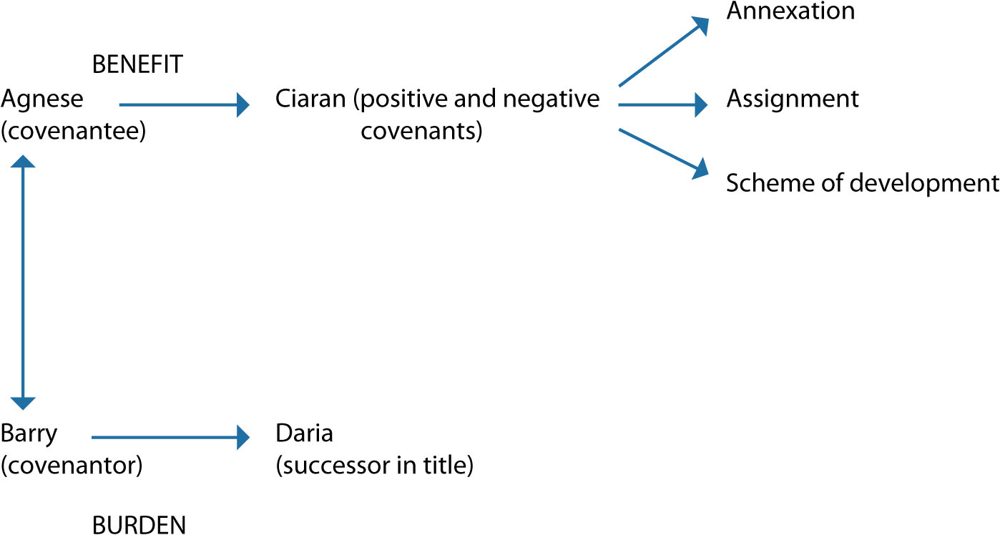 Annexation
BENEFIT
Agnese
(covenantee)
Ciaran (positive and negative
covenants)
Assignment
Scheme of development
Barry
(covenantor)
Daria
(successor in title)
BURDEN